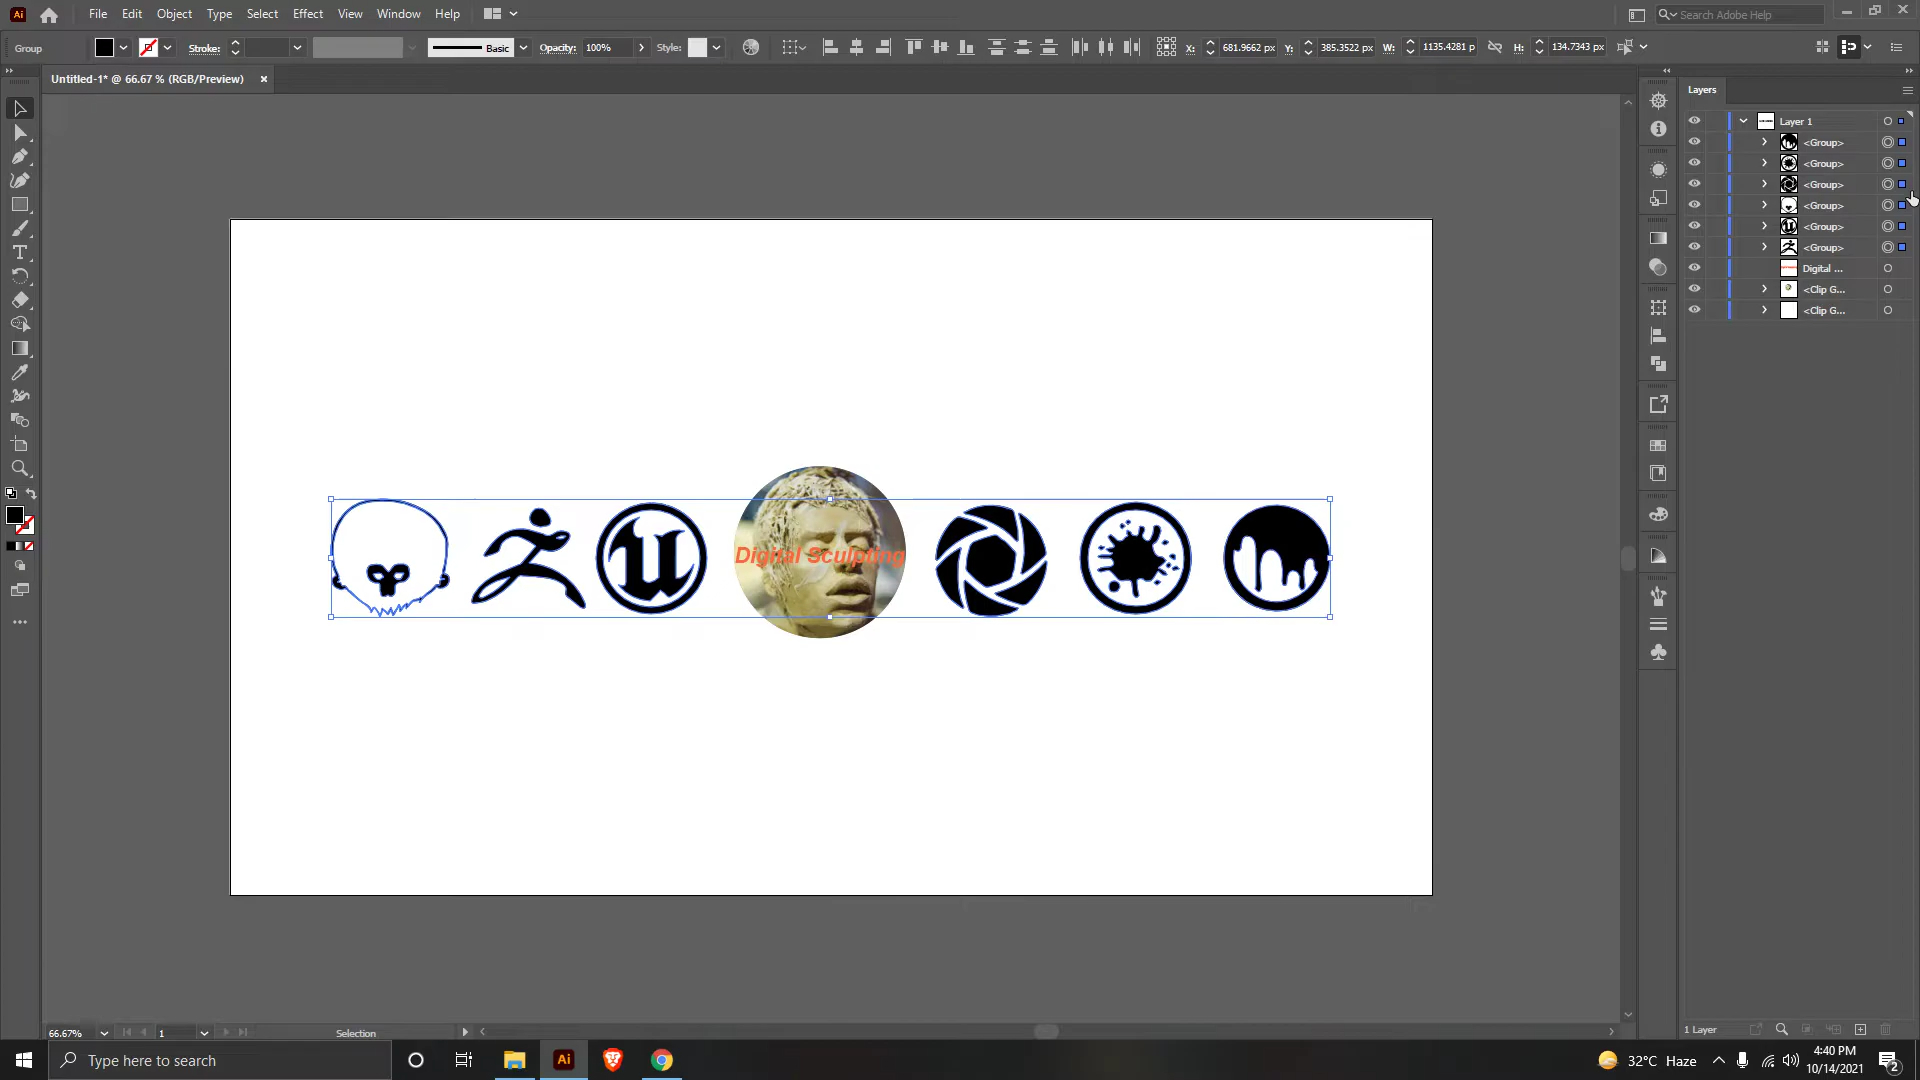 Ai File Edit Object Type Select Effect View Window Help Search Adobe Help
Group Stroke: Basic Opacity: 100% Style: X: 681.9662 px Y: 385.3522 px W: 1135.4281 p H: 134.7343 px
Untitled-1* @ 66.67 % (RGB/Preview) ×
Layers
Layer 1
<Group>
<Group>
<Group>
<Group>
<Group>
<Group>
Digital ...
<Clip G...
<Clip G...
Digital Sculpting
66.67% 1 Selection
1 Layer
Type here to search
Ai
32°C Haze
4:40 PM
10/14/2021
2